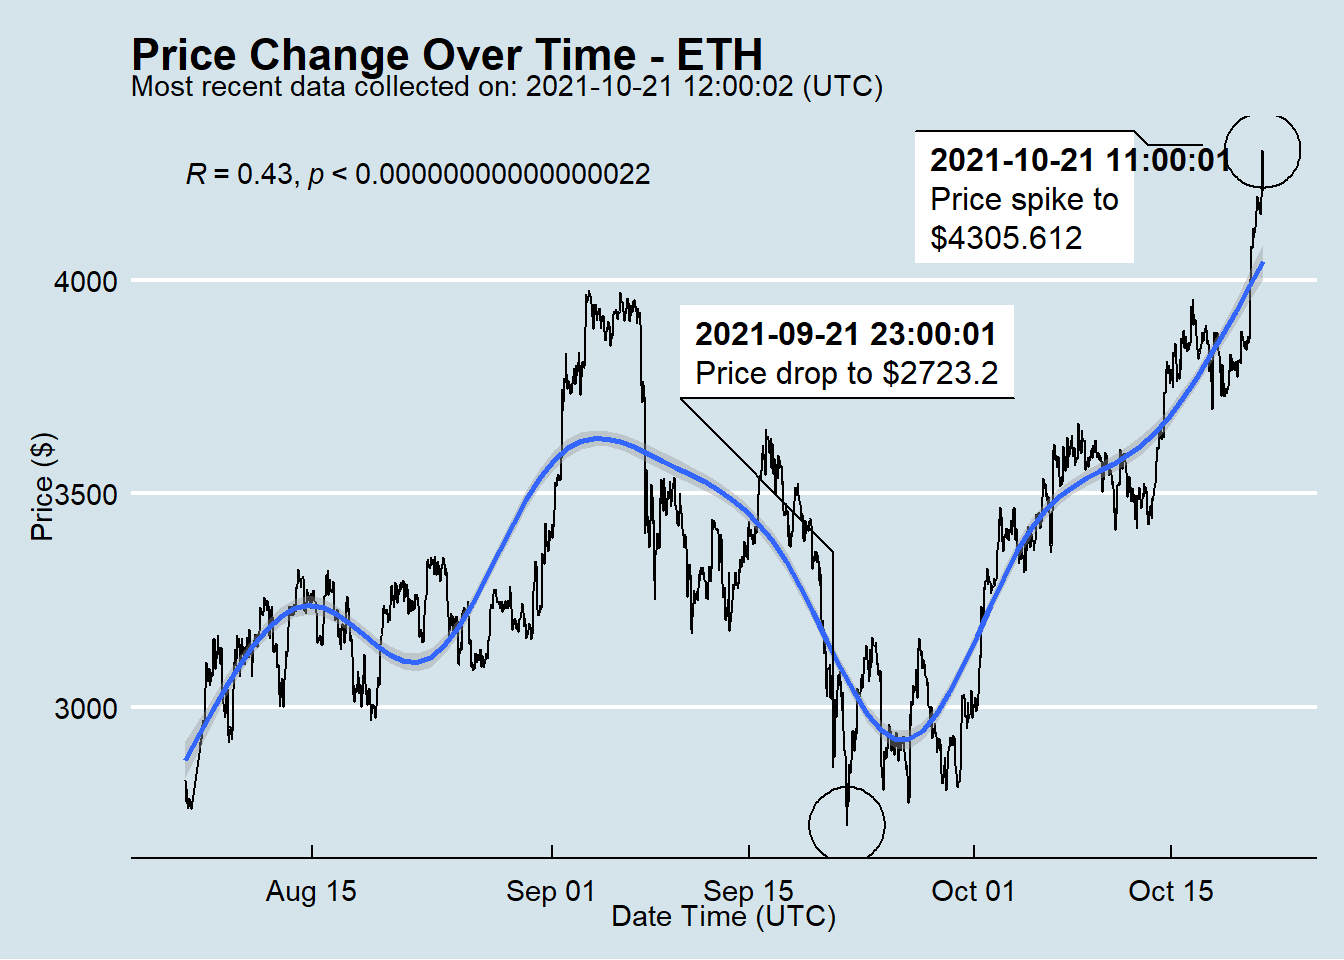 Price Change Over Time - ETH
Most recent data collected on: 2021-10-21 12:00:02 (UTC)
R = 0.43, p < 0.00000000000000022
2021-10-21 11:00:01
Price spike to
$4305.612
2021-09-21 23:00:01
Price drop to $2723.2
4000
3500
3000
Price ($)
Aug 15
Sep 01
Sep 15
Oct 01
Oct 15
Date Time (UTC)